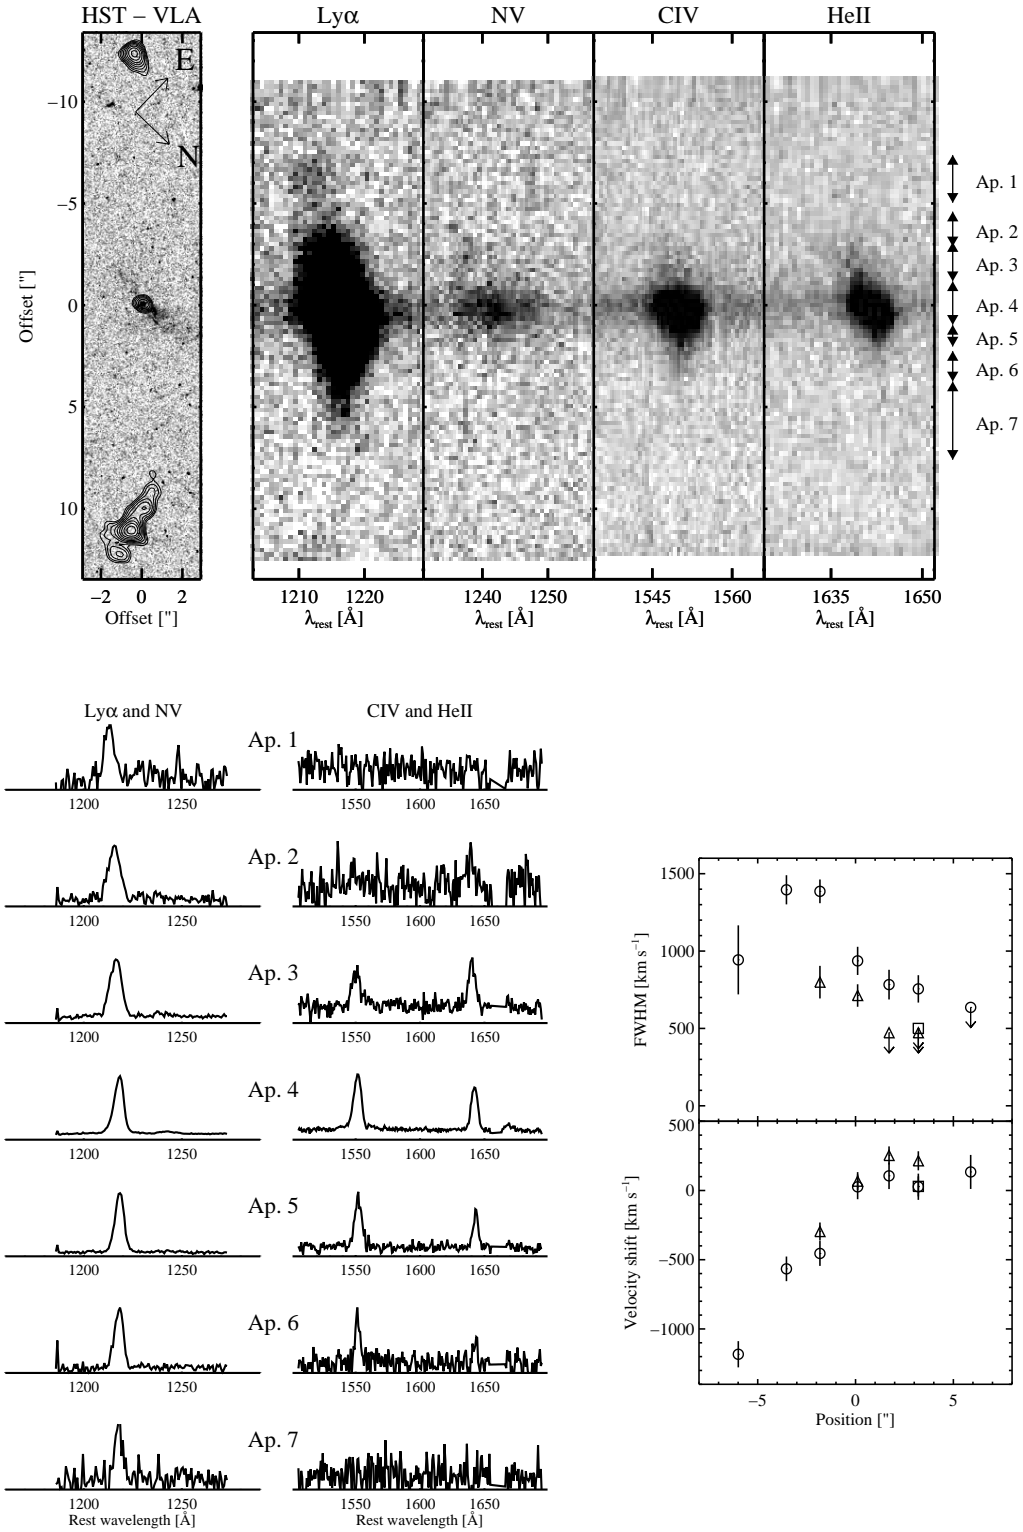 HST − VLA
Lyα
NV
CIV
HeII
E
N
Offset ["]
−10
−5
0
5
10
−2 0 2
Offset ["]
1210 1220
λrest [Å]
1240 1250
λrest [Å]
1545 1560
λrest [Å]
1635 1650
λrest [Å]
Ap. 1
Ap. 2
Ap. 3
Ap. 4
Ap. 5
Ap. 6
Ap. 7
Lyα and NV
CIV and HeII
Ap. 1
1200 1250
1550 1600 1650
Ap. 2
1200 1250
1550 1600 1650
Ap. 3
1200 1250
1550 1600 1650
Ap. 4
1200 1250
1550 1600 1650
Ap. 5
1200 1250
1550 1600 1650
Ap. 6
1200 1250
1550 1600 1650
Ap. 7
1200 1250
1550 1600 1650
Rest wavelength [Å]
Rest wavelength [Å]
FWHM [km s−1]
1500
1000
500
0
Velocity shift [km s−1]
500
0
−500
−1000
−5 0 5
Position ["]